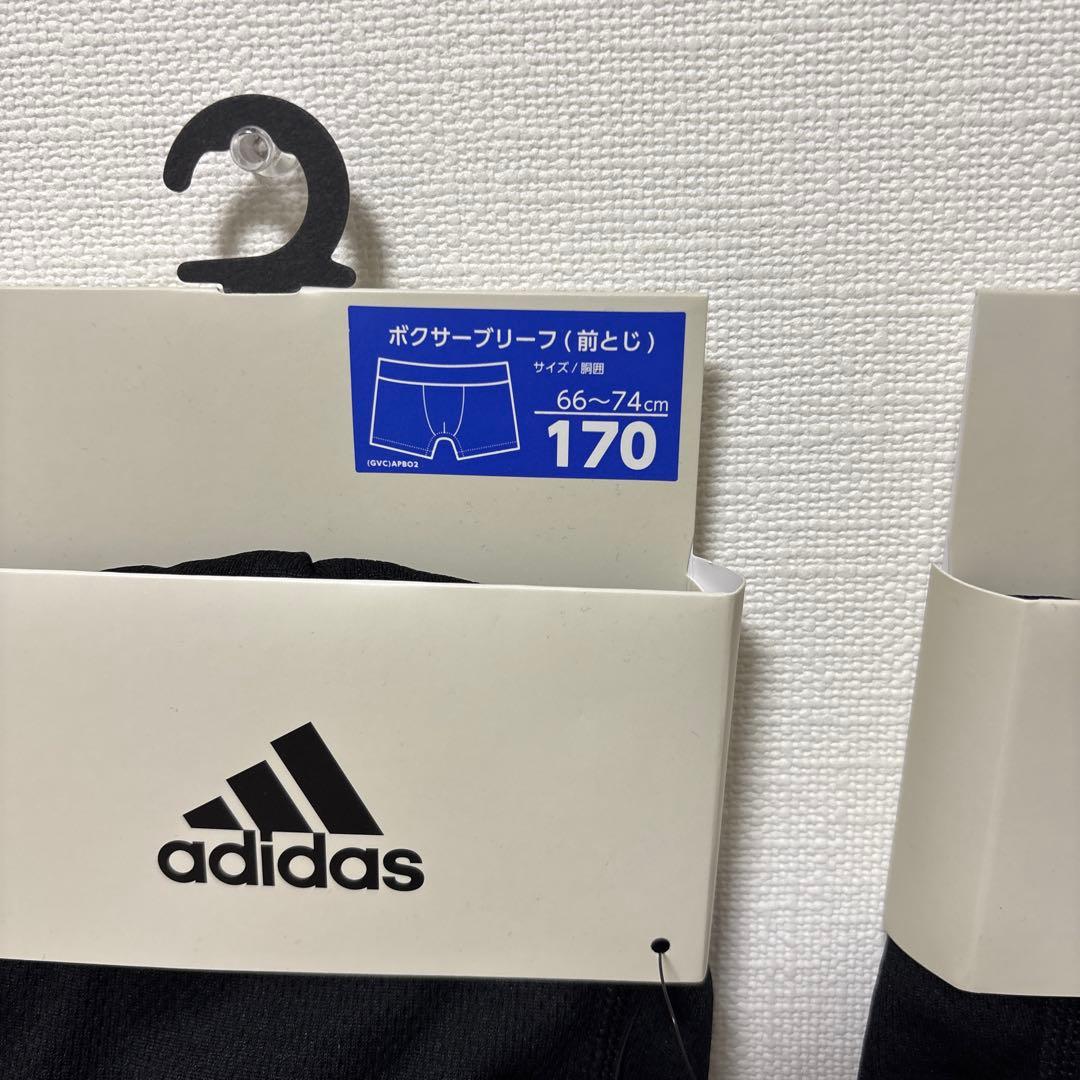 ボクサーブリーフ(前とじ)
サイズ/胴囲
66〜74cm
170
(GVC)APB02
adidas